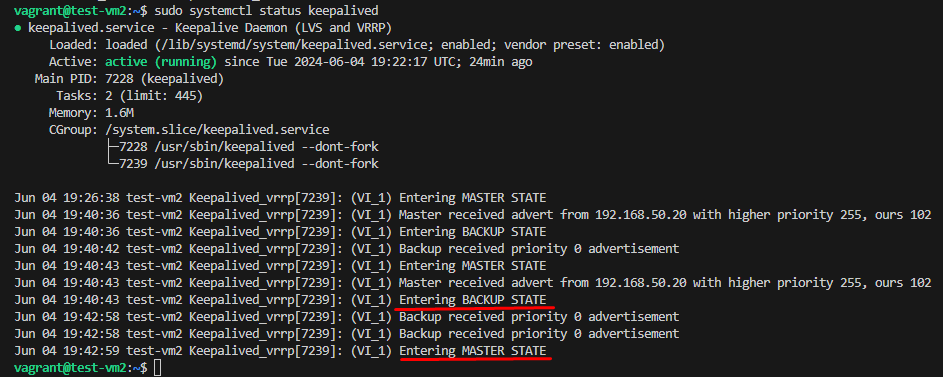 vagrant@test-vm2:~$ sudo systemctl status keepalived
● keepalived.service - Keepalive Daemon (LVS and VRRP)
     Loaded: loaded (/lib/systemd/system/keepalived.service; enabled; vendor preset: enabled)
     Active: active (running) since Tue 2024-06-04 19:22:17 UTC; 24min ago
   Main PID: 7228 (keepalived)
      Tasks: 2 (limit: 445)
     Memory: 1.6M
     CGroup: /system.slice/keepalived.service
             ├─7228 /usr/sbin/keepalived --dont-fork
             └─7239 /usr/sbin/keepalived --dont-fork

Jun 04 19:26:38 test-vm2 Keepalived_vrrp[7239]: (VI_1) Entering MASTER STATE
Jun 04 19:40:36 test-vm2 Keepalived_vrrp[7239]: (VI_1) Master received advert from 192.168.50.20 with higher priority 255, ours 102
Jun 04 19:40:36 test-vm2 Keepalived_vrrp[7239]: (VI_1) Entering BACKUP STATE
Jun 04 19:40:42 test-vm2 Keepalived_vrrp[7239]: (VI_1) Backup received priority 0 advertisement
Jun 04 19:40:43 test-vm2 Keepalived_vrrp[7239]: (VI_1) Entering MASTER STATE
Jun 04 19:40:43 test-vm2 Keepalived_vrrp[7239]: (VI_1) Master received advert from 192.168.50.20 with higher priority 255, ours 102
Jun 04 19:40:43 test-vm2 Keepalived_vrrp[7239]: (VI_1) Entering BACKUP STATE
Jun 04 19:42:58 test-vm2 Keepalived_vrrp[7239]: (VI_1) Backup received priority 0 advertisement
Jun 04 19:42:58 test-vm2 Keepalived_vrrp[7239]: (VI_1) Backup received priority 0 advertisement
Jun 04 19:42:59 test-vm2 Keepalived_vrrp[7239]: (VI_1) Entering MASTER STATE
vagrant@test-vm2:~$